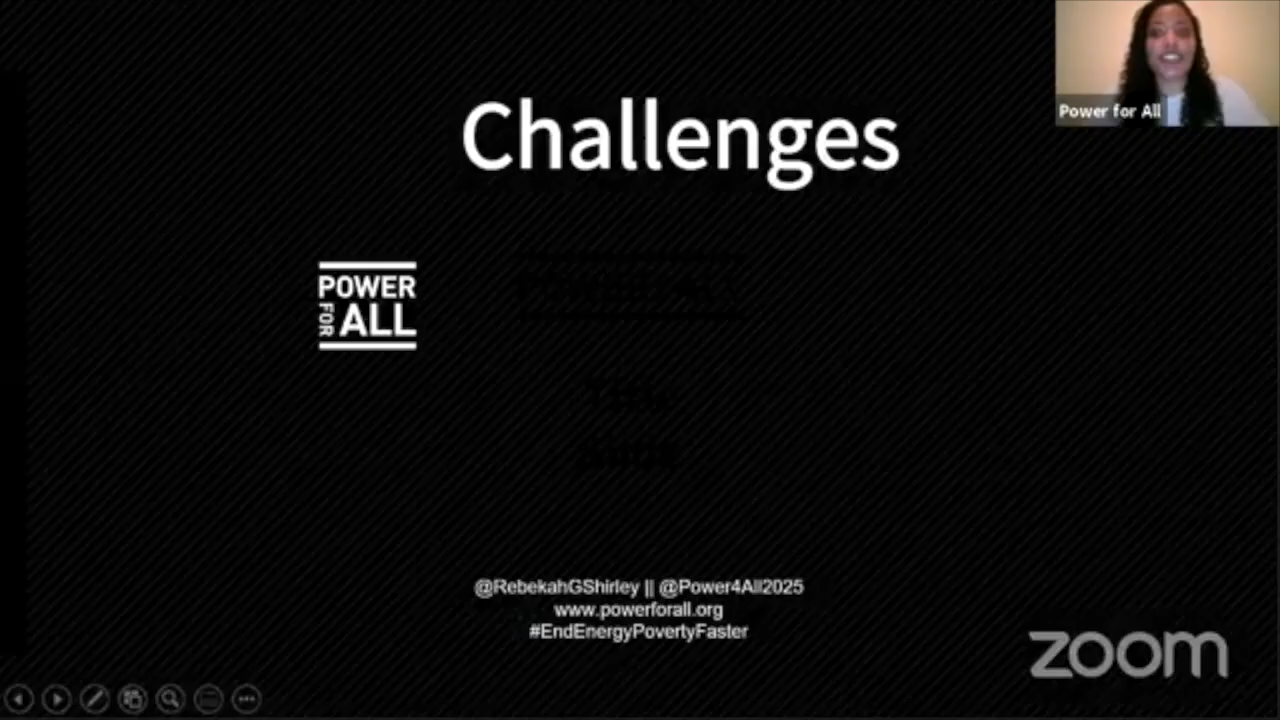 Challenges
Power for All
POWER
FOR ALL
@RebekahGShirley || @Power4All2025
www.powerforall.org
#EndEnergyPovertyFaster
zoom